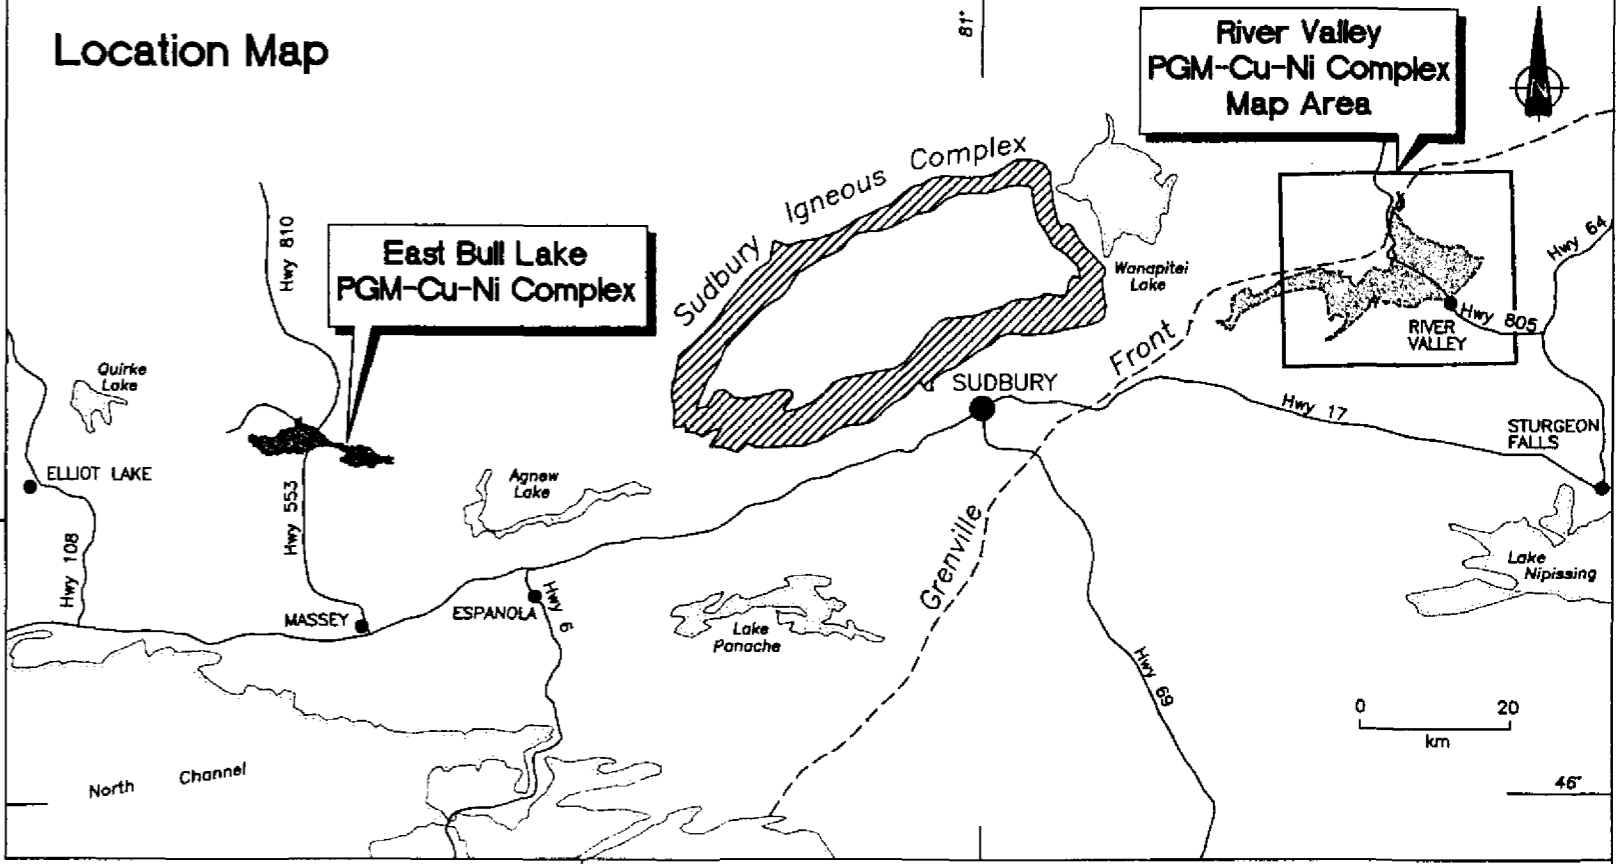 Location Map
81°
River Valley
PGM-Cu-Ni Complex
Map Area
N
Sudbury Igneous Complex
Hwy 810
East Bull Lake
PGM-Cu-Ni Complex
Wanapitei
Lake
Hwy 64
Hwy 805
RIVER
VALLEY
Grenville Front
Quirke
Lake
SUDBURY
Hwy 17
STURGEON
FALLS
ELLIOT LAKE
Agnew
Lake
Hwy 553
Hwy 108
Lake
Nipissing
MASSEY
ESPANOLA
Hwy 6
Lake
Panache
Hwy 69
0 20
km
North Channel
46°